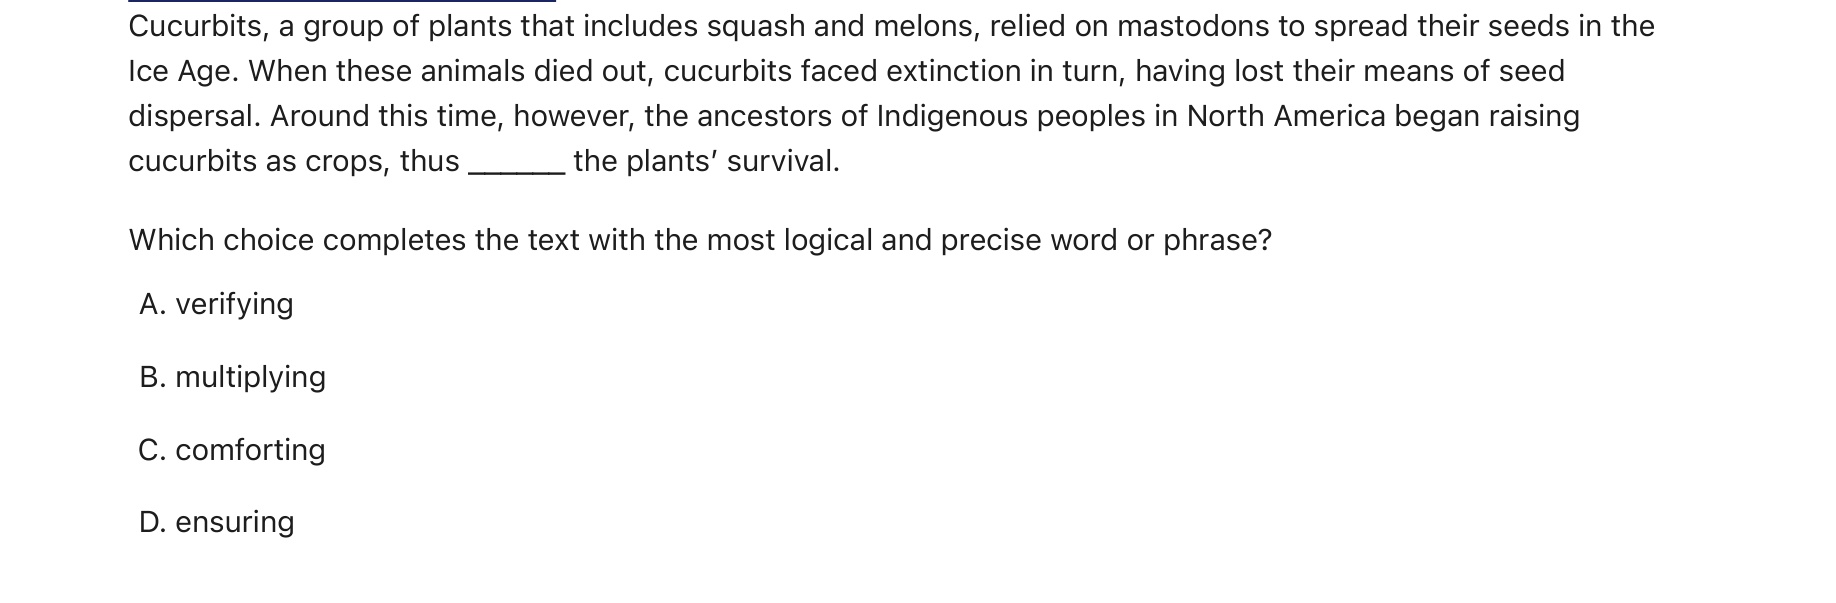 Cucurbits, a group of plants that includes squash and melons, relied on mastodons to spread their seeds in the
Ice Age. When these animals died out, cucurbits faced extinction in turn, having lost their means of seed
dispersal. Around this time, however, the ancestors of Indigenous peoples in North America began raising
cucurbits as crops, thus ______ the plants’ survival.
Which choice completes the text with the most logical and precise word or phrase?
A. verifying
B. multiplying
C. comforting
D. ensuring